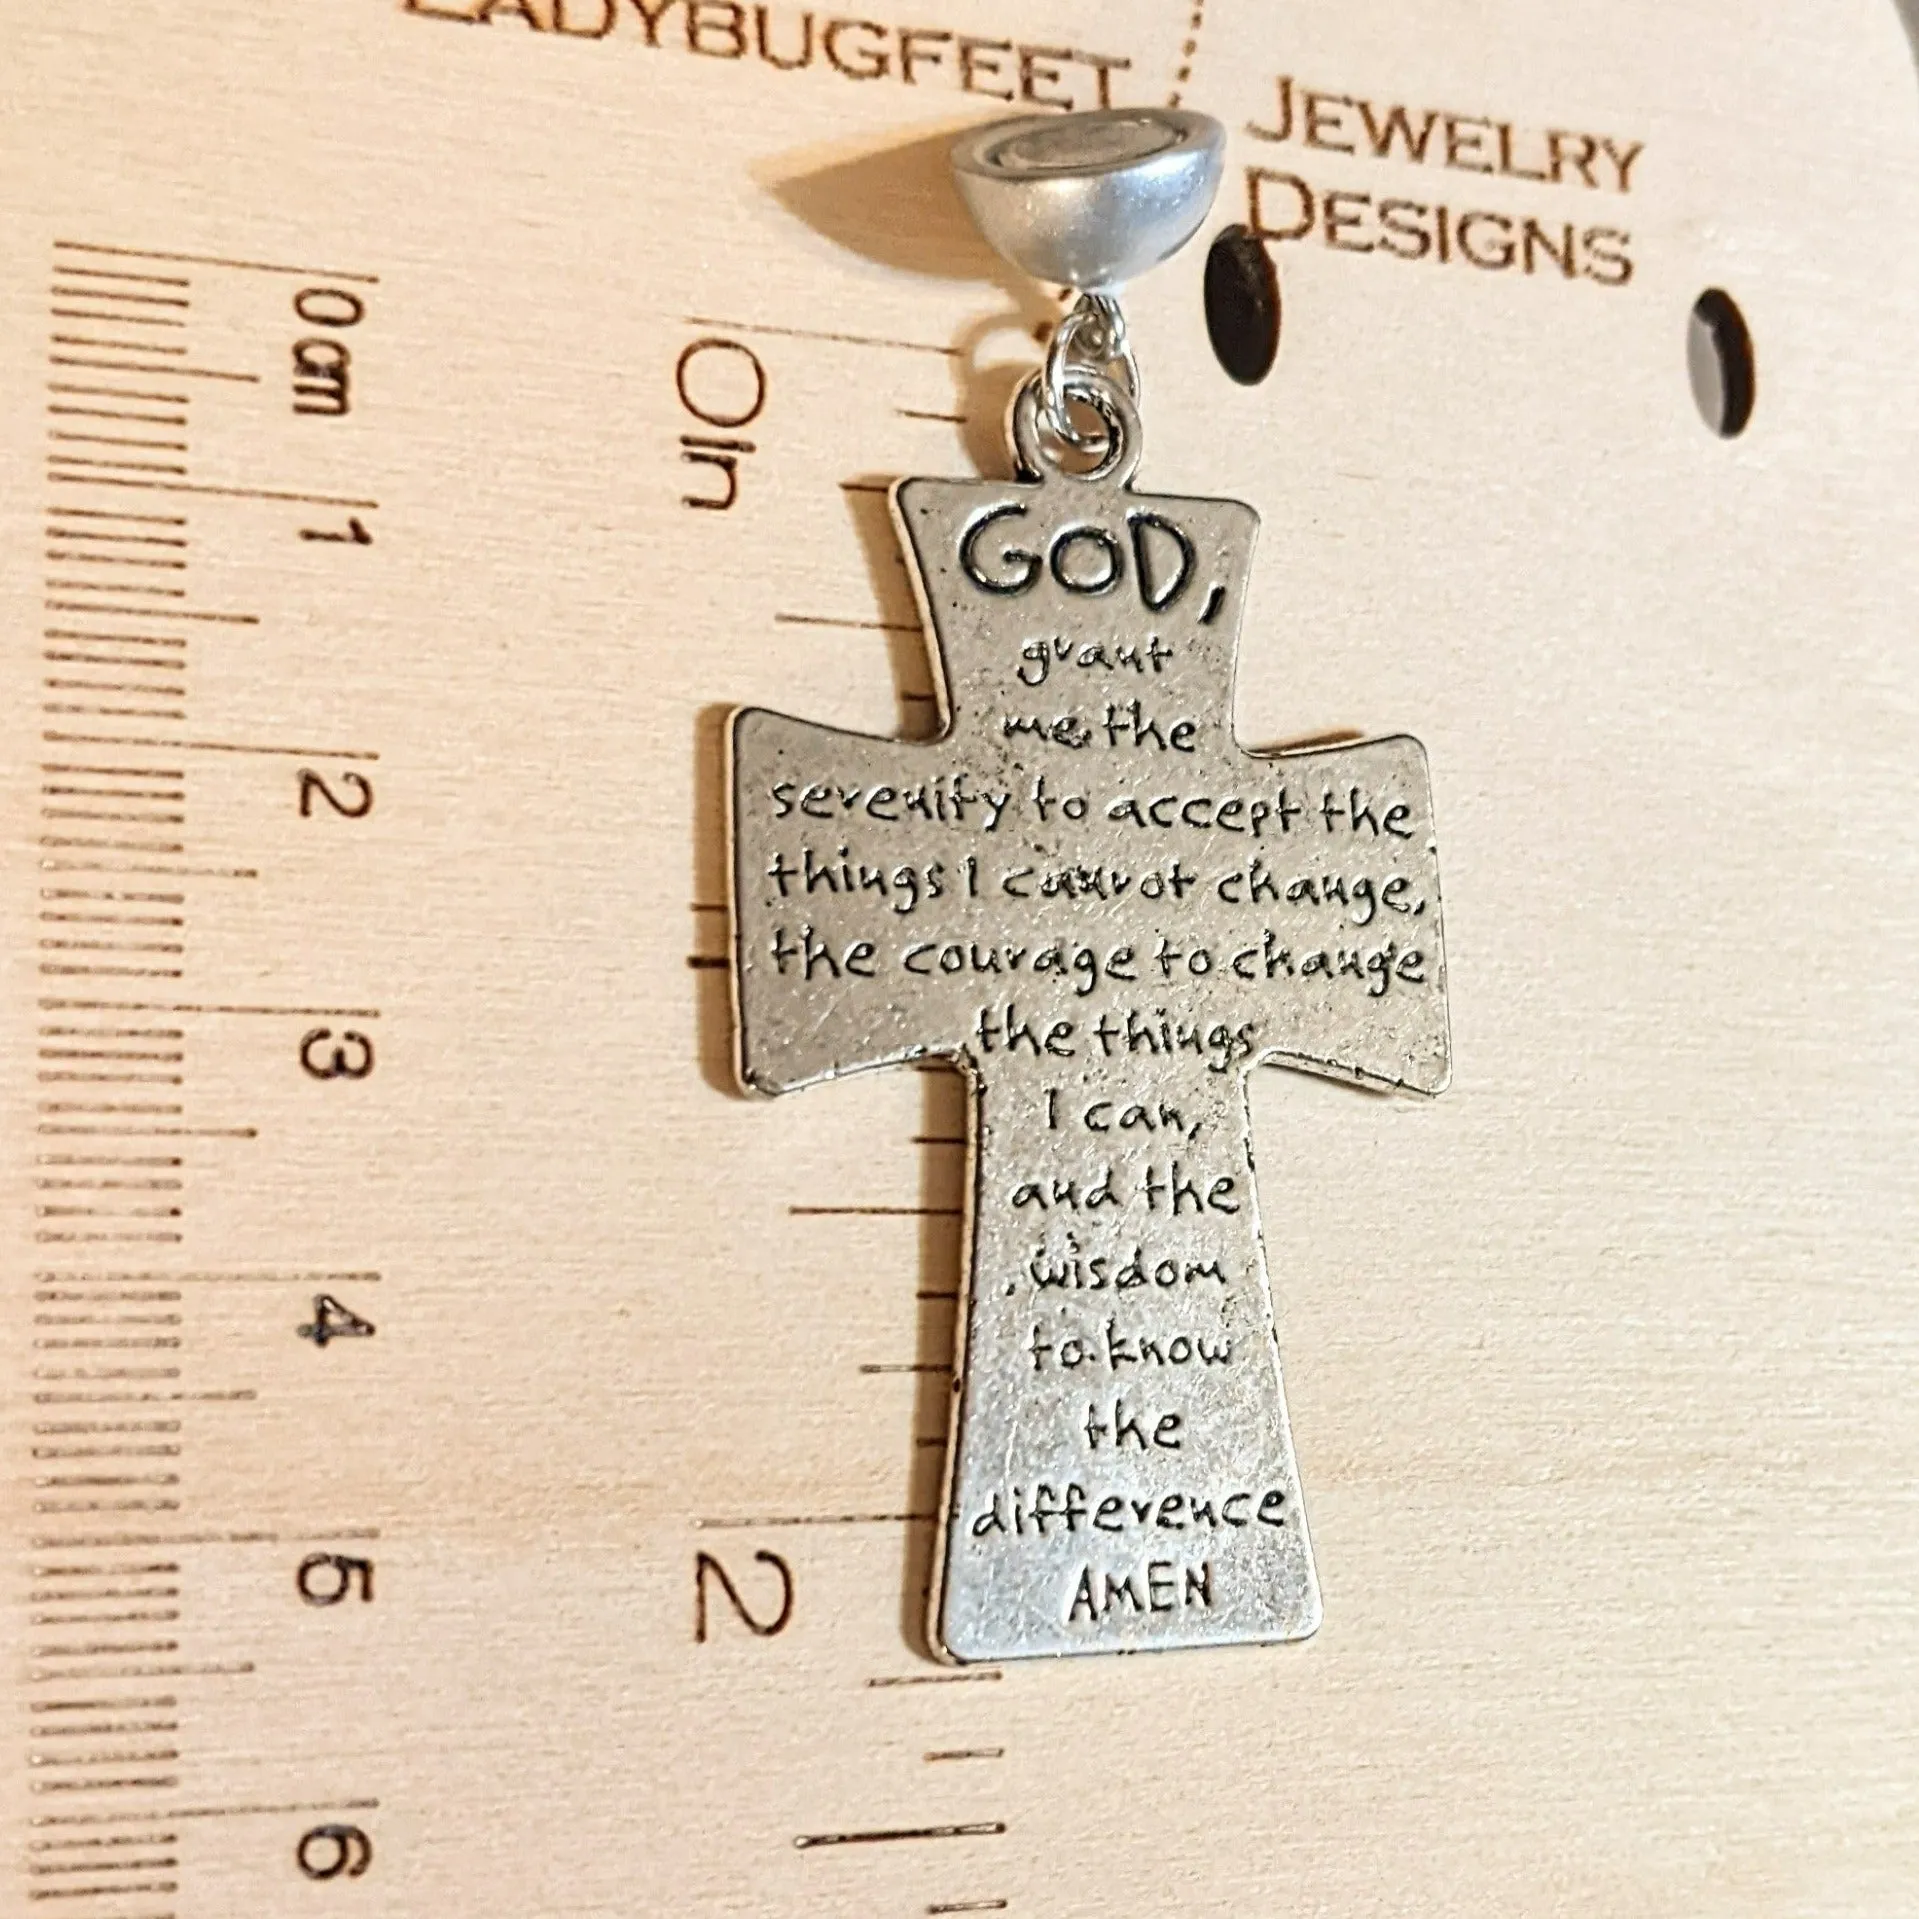 LADYBUGFEET
JEWELRY
DESIGNS
0cm
1
2
3
4
5
6
0In
2
GOD,
grant
me the
serenity to accept the
things I cannot change,
the courage to change
the things
I can,
and the
wisdom
to know
the
difference
AMEN